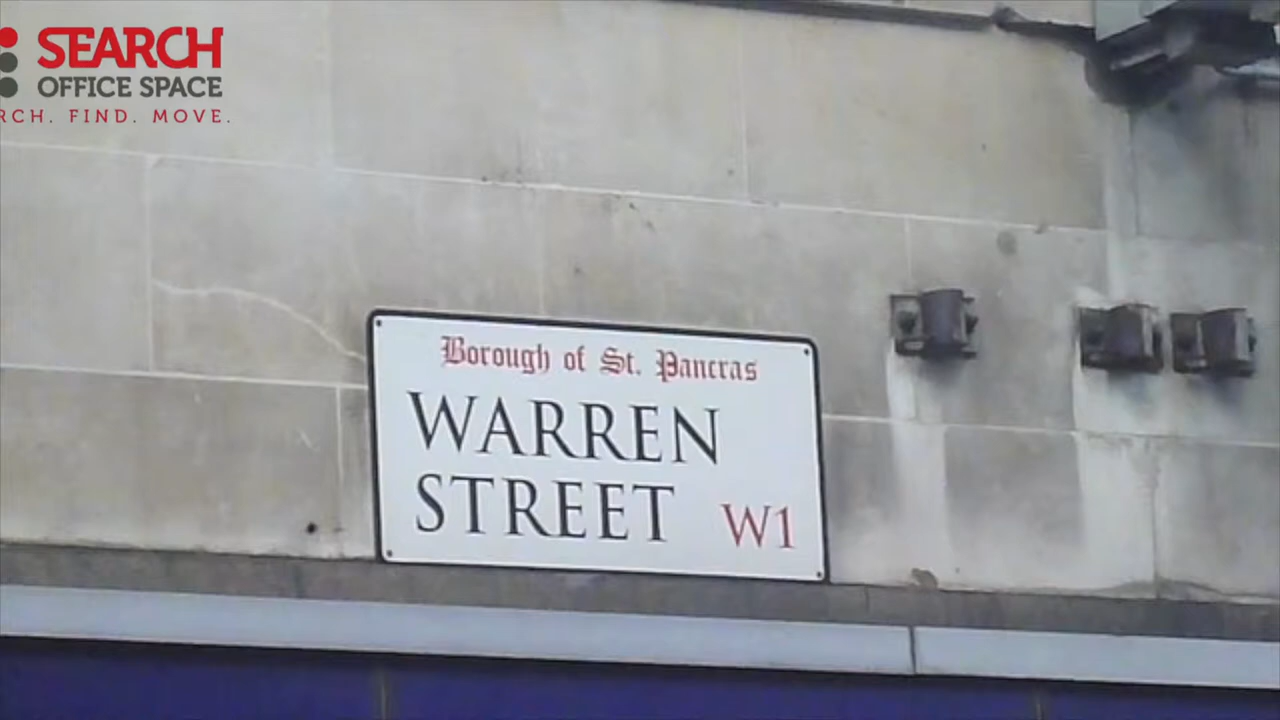 SEARCH
OFFICE SPACE
RCH. FIND. MOVE.
Borough of St. Pancras
WARREN
STREET W1